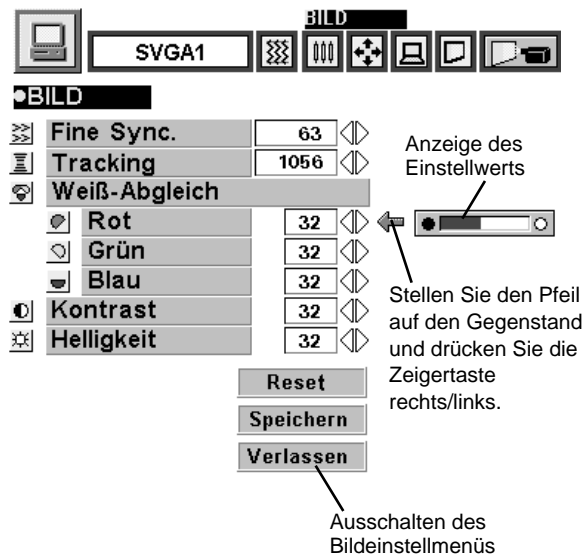 BILD
SVGA1
●BILD
Fine Sync. 63
Tracking 1056
Weiß-Abgleich
Rot 32
Grün 32
Blau 32
Kontrast 32
Helligkeit 32
Anzeige des
Einstellwerts
Stellen Sie den Pfeil
auf den Gegenstand
und drücken Sie die
Zeigertaste
rechts/links.
Reset
Speichern
Verlassen
Ausschalten des
Bildeinstellmenüs